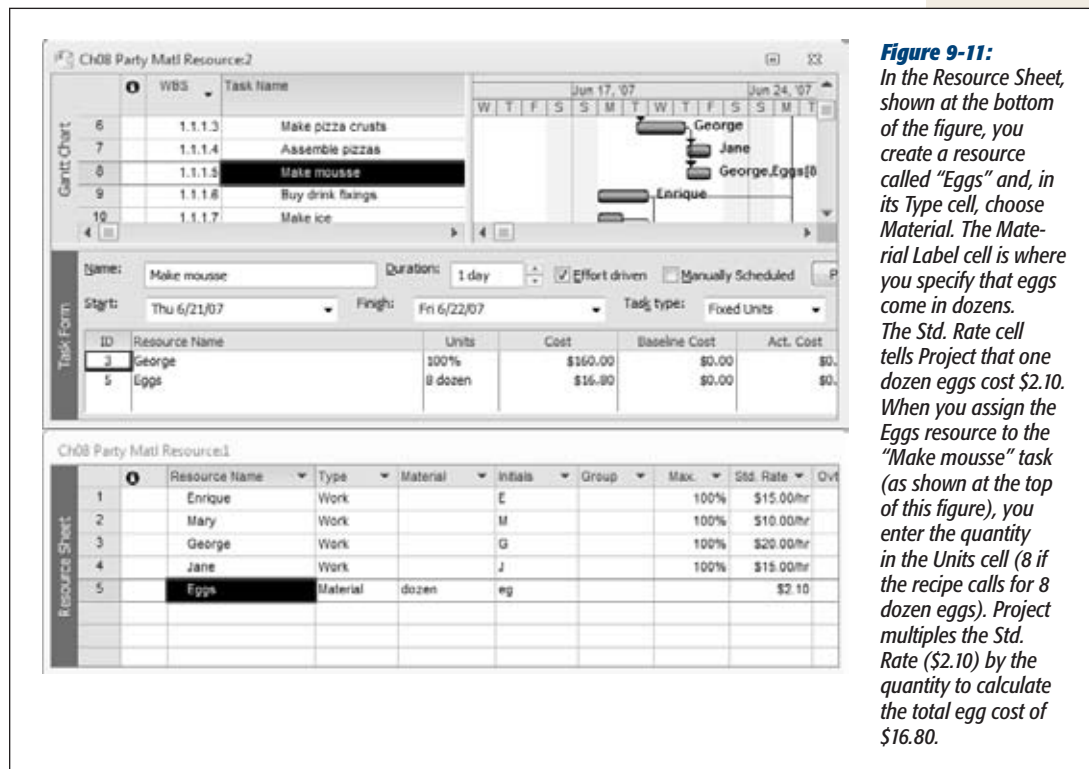 Ch08 Party Matl Resource:2
WBS Task Name
Jun 17, '07 Jun 24, '07
W T F S S M T W T F S S M T
Gantt Chart
6 1.1.1.3 Make pizza crusts George
7 1.1.1.4 Assemble pizzas Jane
8 1.1.1.5 Make mousse George,Eggs[8
9 1.1.1.6 Buy drink fixings Enrique
10 1.1.1.7 Make ice
Task Form
Name: Make mousse Duration: 1 day Effort driven Manually Scheduled P
Start: Thu 6/21/07 Finish: Fri 6/22/07 Task type: Fixed Units
ID Resource Name Units Cost Baseline Cost Act. Cost
3 George 100% $160.00 $0.00 $0.
5 Eggs 8 dozen $16.80 $0.00 $0.
Ch08 Party Matl Resource:1
Resource Sheet
Resource Name Type Material Initials Group Max. Std. Rate Ovt
1 Enrique Work E 100% $15.00/hr
2 Mary Work M 100% $10.00/hr
3 George Work G 100% $20.00/hr
4 Jane Work J 100% $15.00/hr
5 Eggs Material dozen eg $2.10
Figure 9-11:
In the Resource Sheet,
shown at the bottom
of the figure, you
create a resource
called “Eggs” and, in
its Type cell, choose
Material. The Mate-
rial Label cell is where
you specify that eggs
come in dozens.
The Std. Rate cell
tells Project that one
dozen eggs cost $2.10.
When you assign the
Eggs resource to the
“Make mousse” task
(as shown at the top
of this figure), you
enter the quantity
in the Units cell (8 if
the recipe calls for 8
dozen eggs). Project
multiples the Std.
Rate ($2.10) by the
quantity to calculate
the total egg cost of
$16.80.